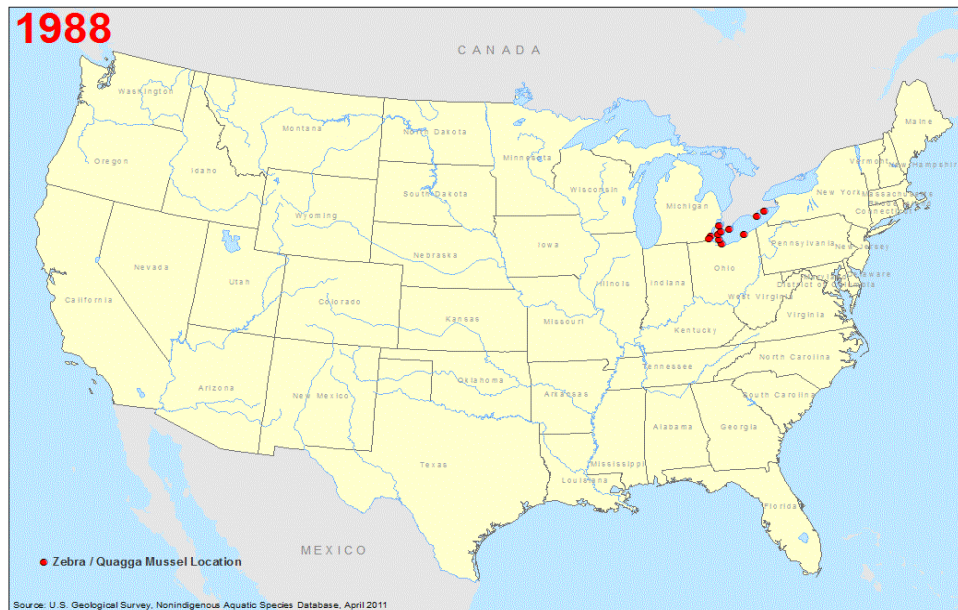 1988
CANADA
Washington
Montana
North Dakota
Minnesota
Maine
Oregon
Idaho
South Dakota
Wisconsin
Michigan
Vermont
New Hampshire
New York
Massachusetts
Connecticut
Wyoming
Iowa
Pennsylvania
New Jersey
Nebraska
Nevada
Utah
Illinois
Indiana
Ohio
Maryland
Delaware
District of Columbia
West Virginia
California
Colorado
Kansas
Missouri
Kentucky
Virginia
Arizona
New Mexico
Oklahoma
Arkansas
Tennessee
North Carolina
South Carolina
Texas
Louisiana
Mississippi
Alabama
Georgia
Florida
MEXICO
Zebra / Quagga Mussel Location
Source: U.S. Geological Survey, Nonindigenous Aquatic Species Database, April 2011